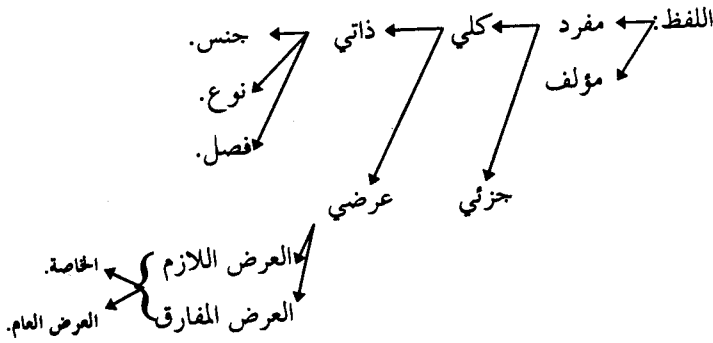 اللفظ: مفرد كلي ذاتي جنس.
مؤلف نوع.
فصل.
جزئي عرضي
العرض اللازم الخاصة.
العرض المفارق العرض العام.